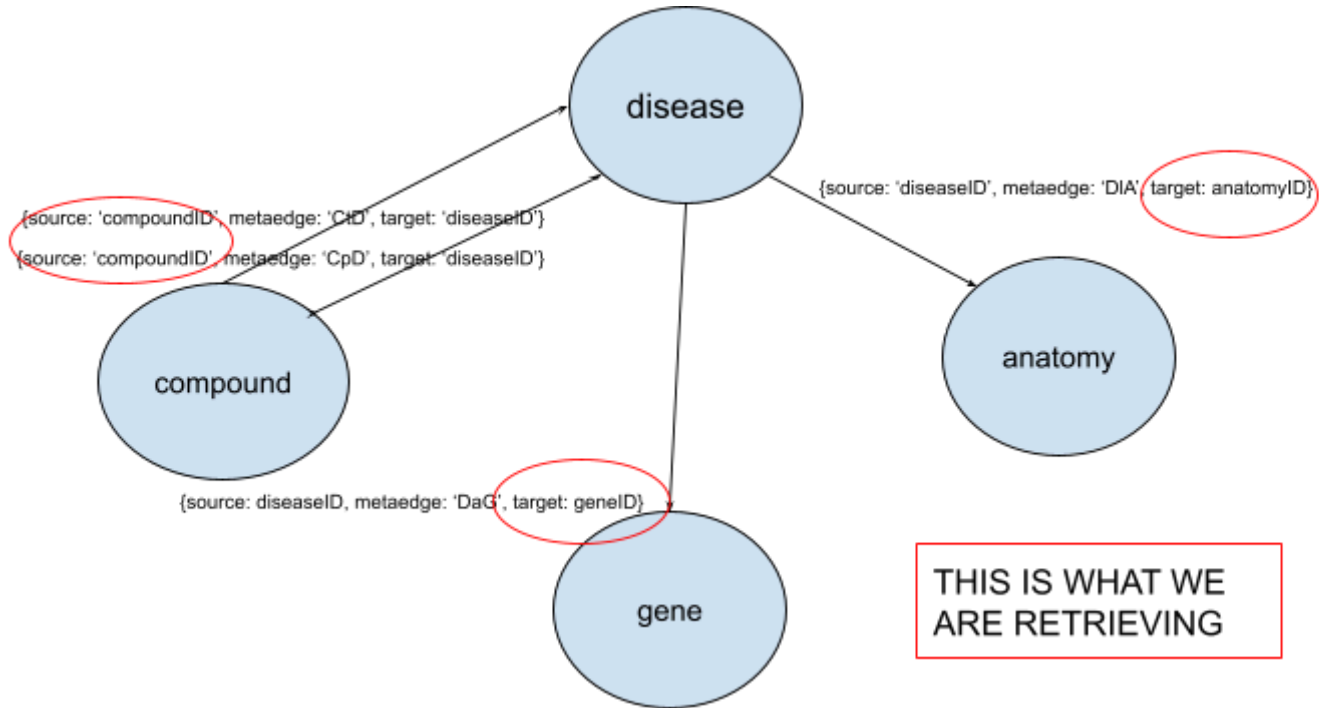 disease
{source: 'diseaseID', metaedge: 'DlA', target: anatomyID}
{source: 'compoundID', metaedge: 'CtD', target: 'diseaseID'}
{source: 'compoundID', metaedge: 'CpD', target: 'diseaseID'}
anatomy
compound
{source: diseaseID, metaedge: 'DaG', target: geneID}
THIS IS WHAT WE
ARE RETRIEVING
gene